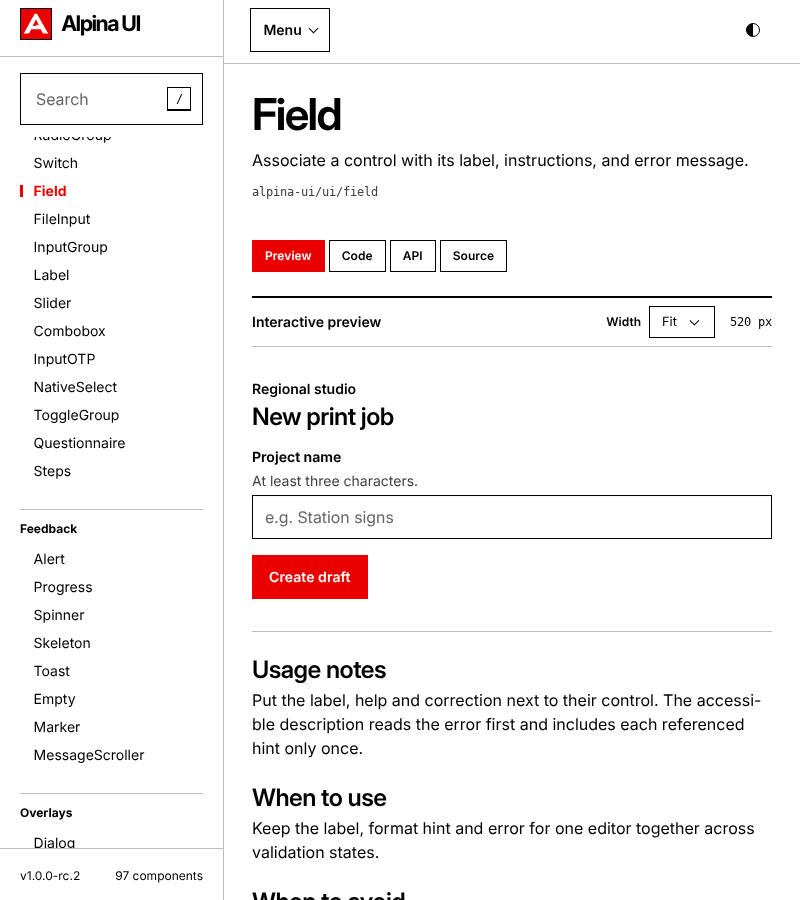 Alpina UI
Search /
RadioGroup
Switch
Field
FileInput
InputGroup
Label
Slider
Combobox
InputOTP
NativeSelect
ToggleGroup
Questionnaire
Steps
Feedback
Alert
Progress
Spinner
Skeleton
Toast
Empty
Marker
MessageScroller
Overlays
Dialog
v1.0.0-rc.2 97 components
Menu
Field
Associate a control with its label, instructions, and error message.
alpina-ui/ui/field
Preview Code API Source
Interactive preview Width Fit 520 px
Regional studio
New print job
Project name
At least three characters.
e.g. Station signs
Create draft
Usage notes
Put the label, help and correction next to their control. The accessi-
ble description reads the error first and includes each referenced
hint only once.
When to use
Keep the label, format hint and error for one editor together across
validation states.
When to avoid